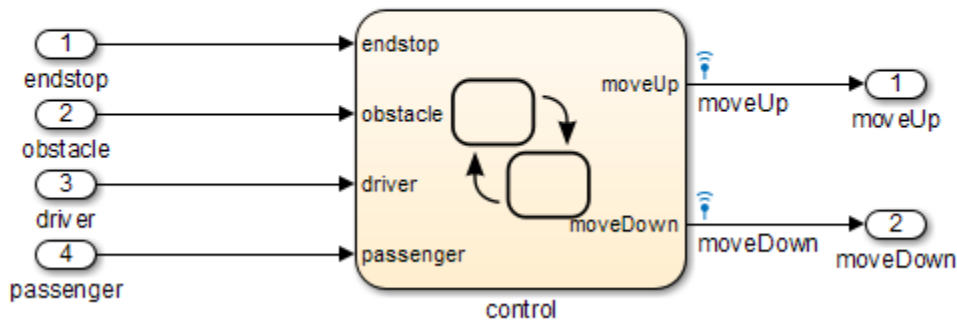 1
endstop
2
obstacle
3
driver
4
passenger
endstop
obstacle
driver
passenger
moveUp
moveDown
control
moveUp
moveDown
1
moveUp
2
moveDown